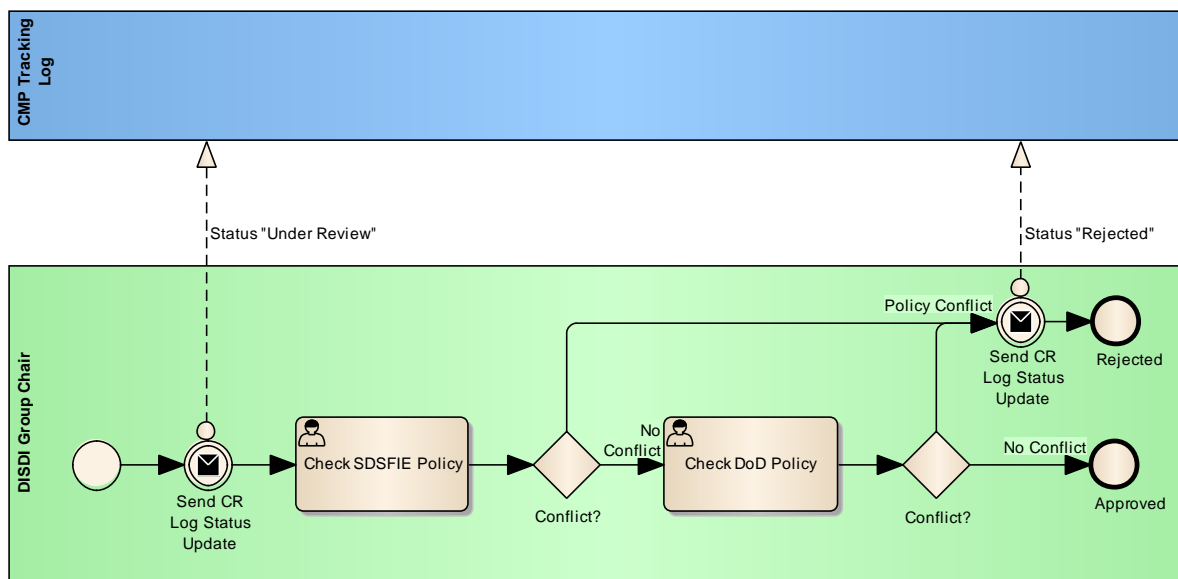 CMP Tracking
Log
Status "Under Review"
Status "Rejected"
DISDI Group Chair
Policy Conflict
Send CR
Log Status
Update
Rejected
Send CR
Log Status
Update
Check SDSFIE Policy
Conflict?
No
Conflict
Check DoD Policy
Conflict?
No Conflict
Approved